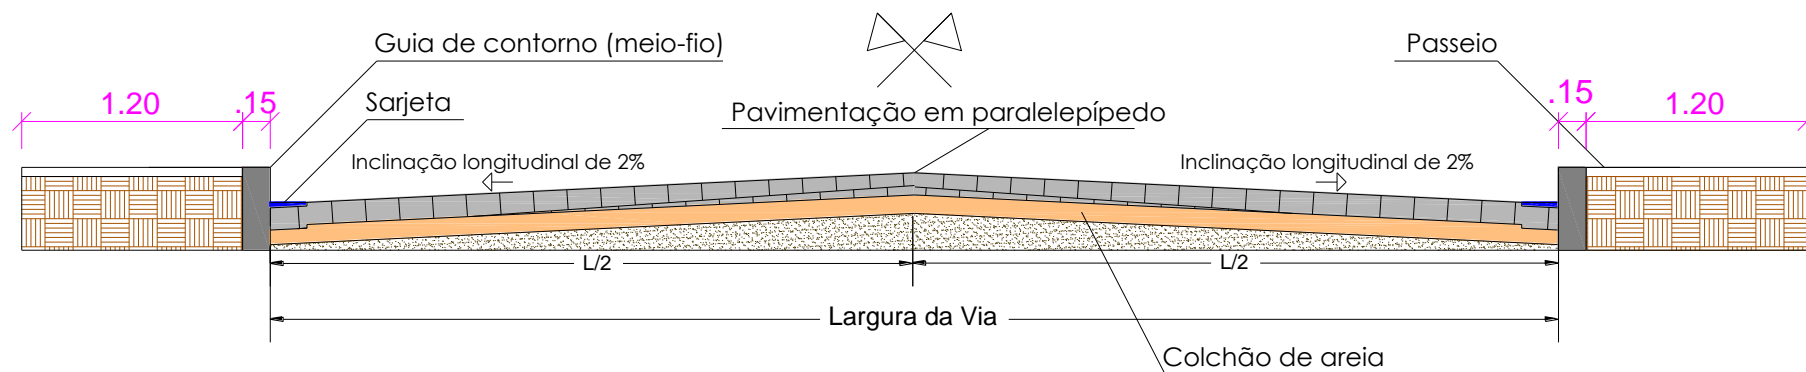 Guia de contorno (meio-fio)
Passeio
1.20
.15
Sarjeta
Pavimentação em paralelepípedo
.15
1.20
Inclinação longitudinal de 2%
Inclinação longitudinal de 2%
L/2
L/2
Largura da Via
Colchão de areia